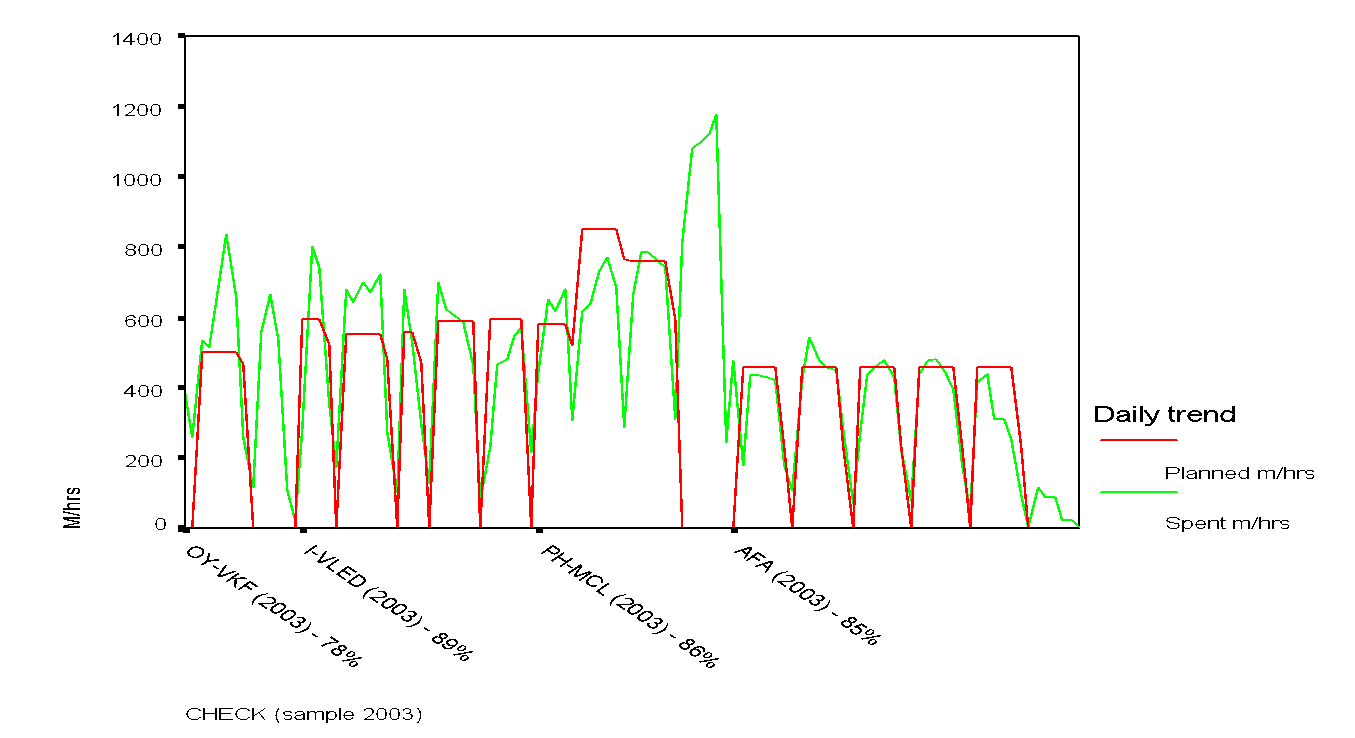 1400
1200
1000
800
600
400
200
0
M/hrs
OY-VKF (2003) - 78%
I-VLED (2003) - 89%
PH-MCL (2003) - 86%
AFA (2003) - 85%
CHECK (sample 2003)
Daily trend
Planned m/hrs
Spent m/hrs